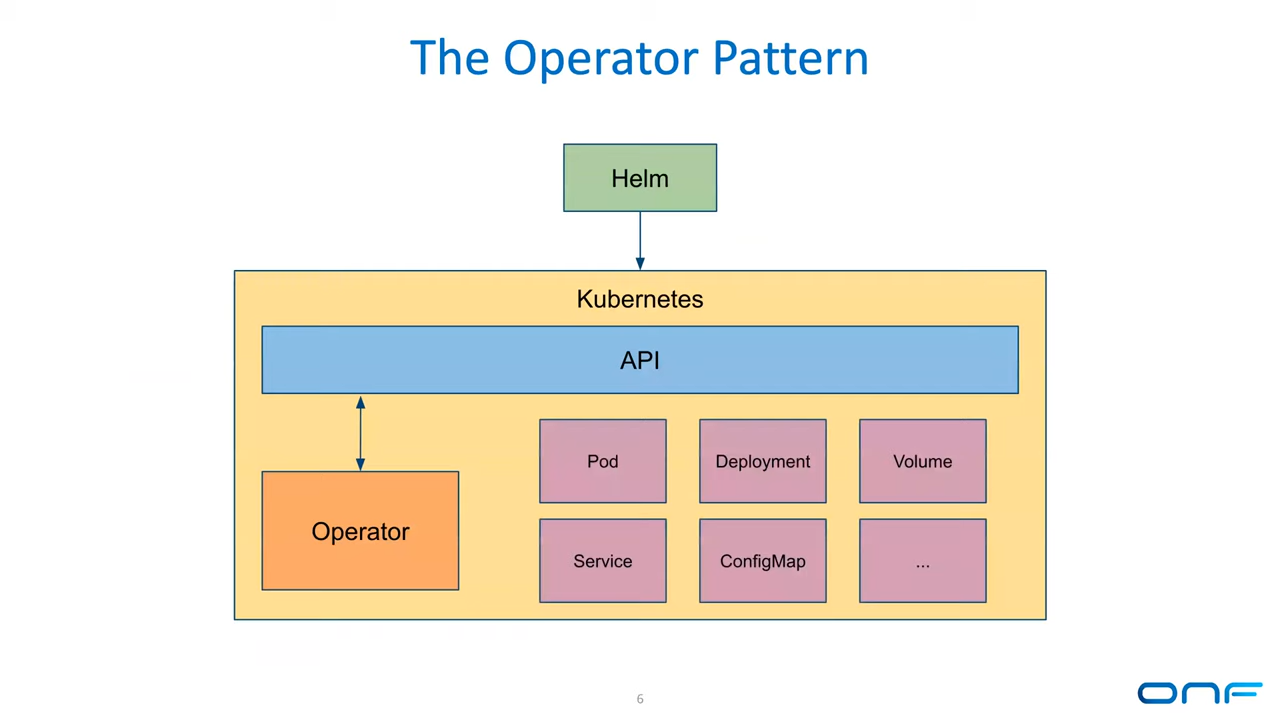 The Operator Pattern
Helm
Kubernetes
API
Operator
Pod
Deployment
Volume
Service
ConfigMap
...
6
ONF